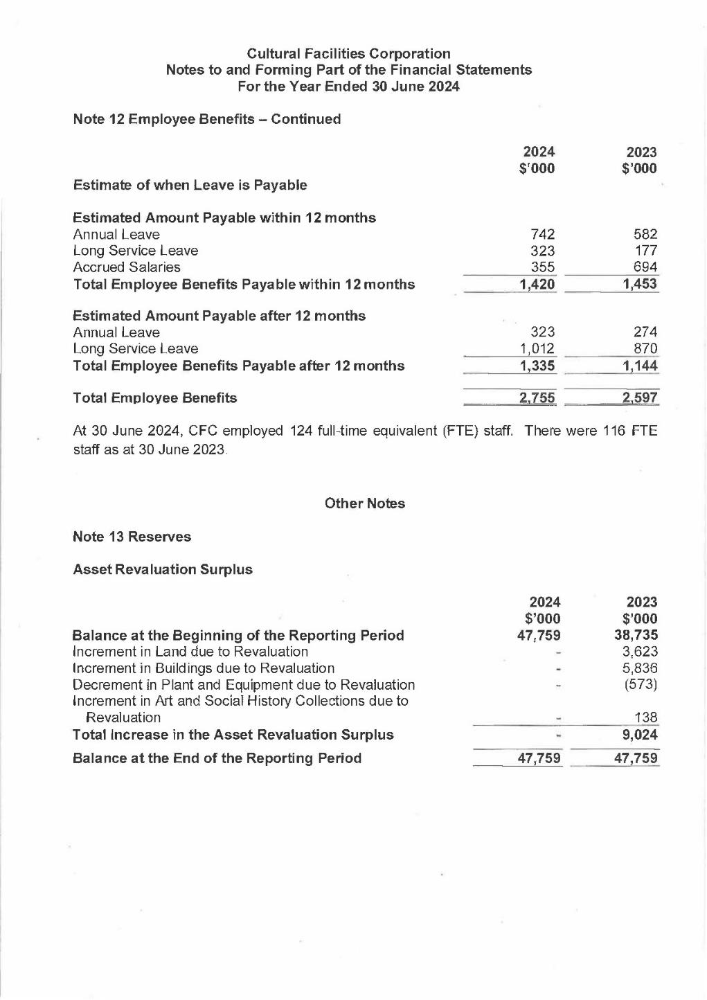 Cultural Facilities Corporation
Notes to and Forming Part of the Financial Statements
For the Year Ended 30 June 2024
Note 12 Employee Benefits – Continued
2024 2023
$'000 $'000
Estimate of when Leave is Payable
Estimated Amount Payable within 12 months
Annual Leave 742 582
Long Service Leave 323 177
Accrued Salaries 355 694
Total Employee Benefits Payable within 12 months 1,420 1,453
Estimated Amount Payable after 12 months
Annual Leave 323 274
Long Service Leave 1,012 870
Total Employee Benefits Payable after 12 months 1,335 1,144
Total Employee Benefits 2,755 2,597
At 30 June 2024, CFC employed 124 full-time equivalent (FTE) staff. There were 116 FTE
staff as at 30 June 2023.
Other Notes
Note 13 Reserves
Asset Revaluation Surplus
2024 2023
$'000 $'000
Balance at the Beginning of the Reporting Period 47,759 38,735
Increment in Land due to Revaluation - 3,623
Increment in Buildings due to Revaluation - 5,836
Decrement in Plant and Equipment due to Revaluation - (573)
Increment in Art and Social History Collections due to
Revaluation - 138
Total Increase in the Asset Revaluation Surplus - 9,024
Balance at the End of the Reporting Period 47,759 47,759